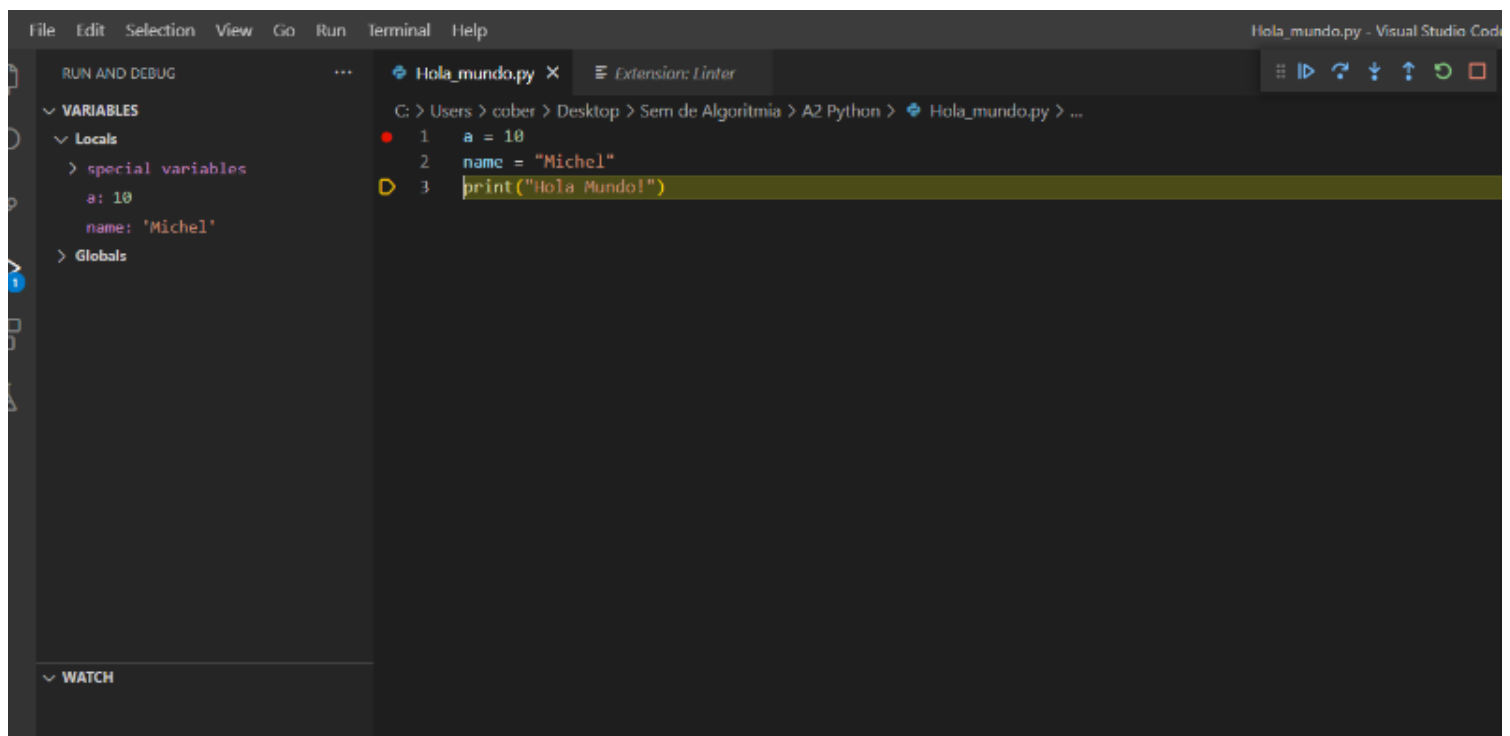 File Edit Selection View Go Run Terminal Help
Hola_mundo.py - Visual Studio Code
RUN AND DEBUG ...
Hola_mundo.py
Extension: Linter
VARIABLES
C: > Users > cober > Desktop > Sem de Algoritmia > A2 Python > Hola_mundo.py > ...
Locals
special variables
a: 10
name: 'Michel'
Globals
1 a = 10
2 name = "Michel"
3 print("Hola Mundo!")
1
WATCH